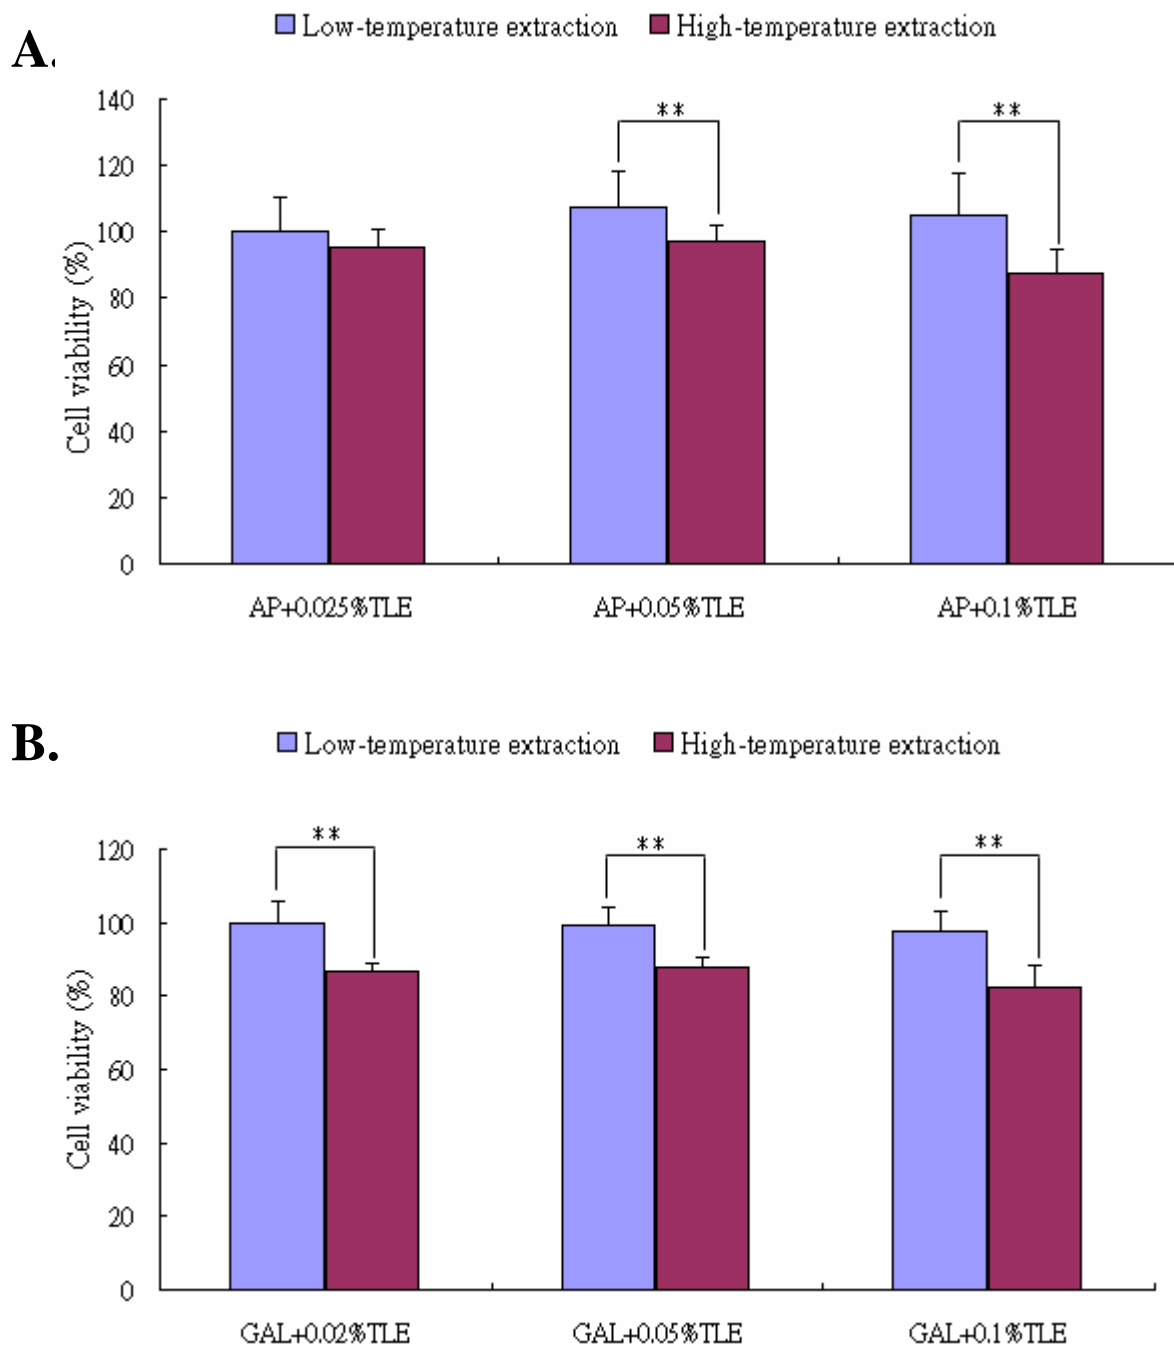 A.
Low-temperature extraction High-temperature extraction
140
** **
120
100
80
60
40
20
0
Cell viability (%)
AP+0.025%TLE AP+0.05%TLE AP+0.1%TLE
B.
Low-temperature extraction High-temperature extraction
** ** **
120
100
80
60
40
20
0
Cell viability (%)
GAL+0.02%TLE GAL+0.05%TLE GAL+0.1%TLE